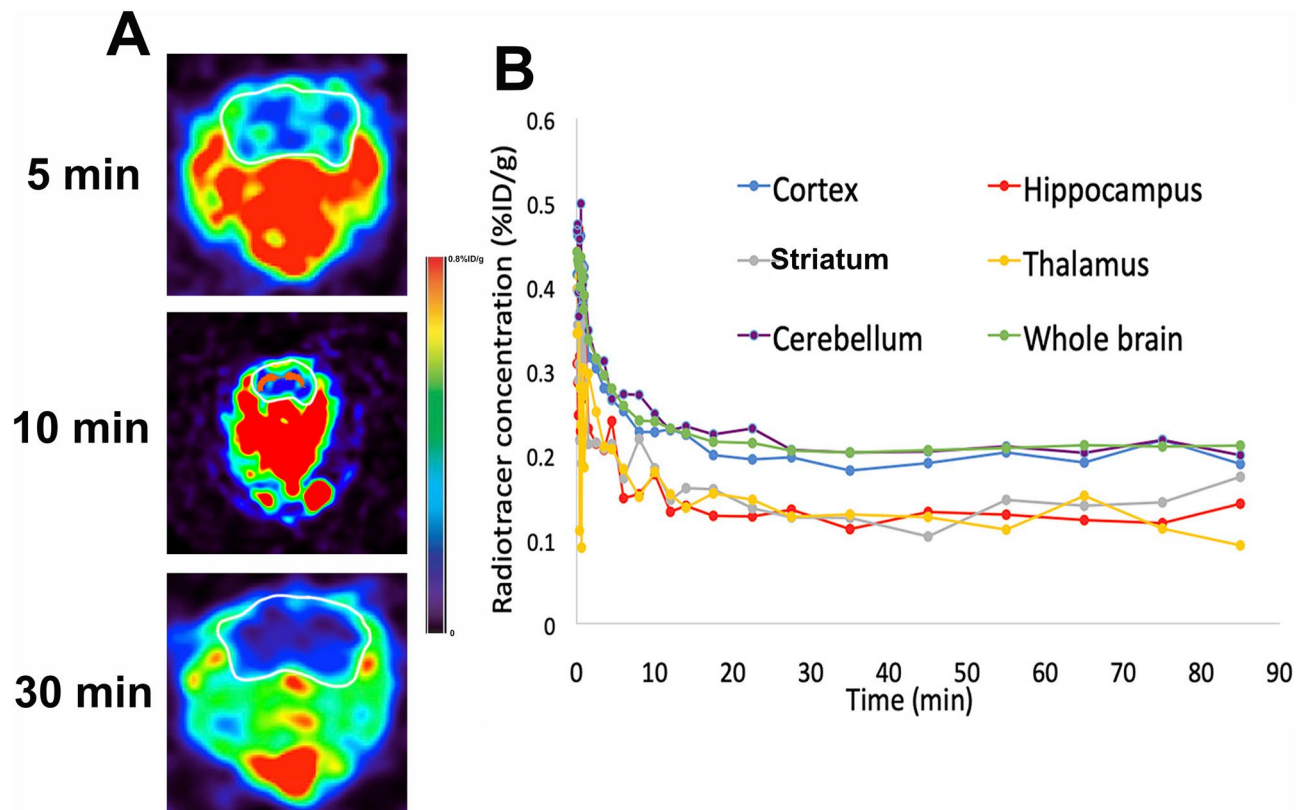 A
5 min
10 min
30 min
0.8%ID/g
0
B
Radiotracer concentration (%ID/g)
0.6
0.5
0.4
0.3
0.2
0.1
0
Cortex
Hippocampus
Striatum
Thalamus
Cerebellum
Whole brain
0 10 20 30 40 50 60 70 80 90
Time (min)